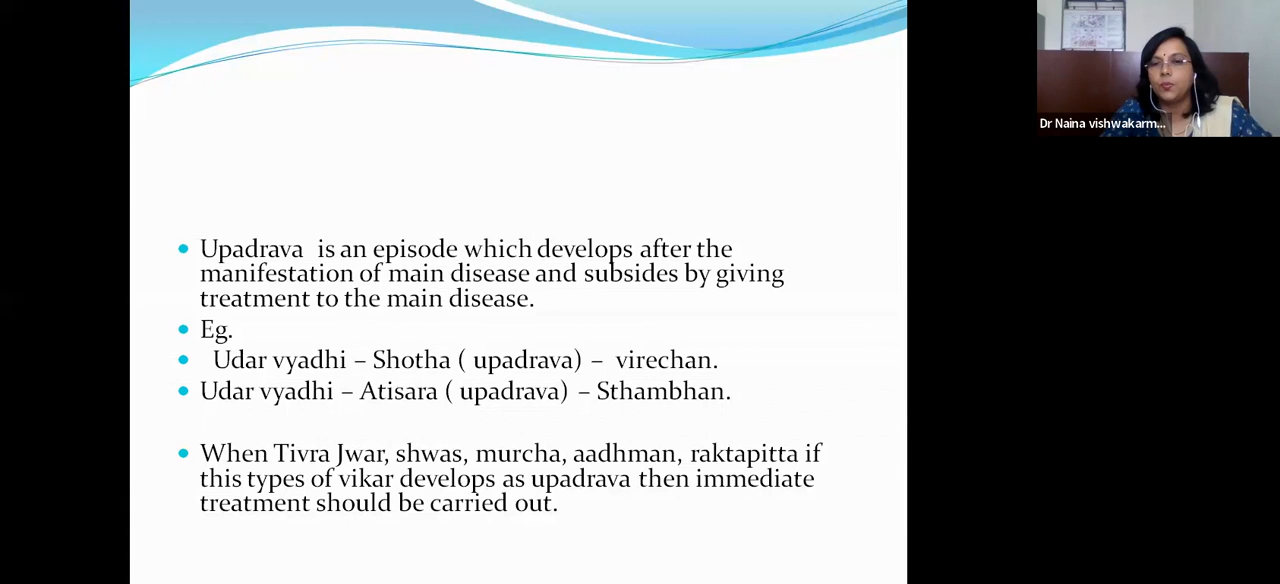 Dr Naina vishwakarm...
Upadrava is an episode which develops after the
manifestation of main disease and subsides by giving
treatment to the main disease.
Eg.
Udar vyadhi – Shotha ( upadrava) – virechan.
Udar vyadhi – Atisara ( upadrava) – Sthambhan.
When Tivra Jwar, shwas, murcha, aadhman, raktapitta if
this types of vikar develops as upadrava then immediate
treatment should be carried out.